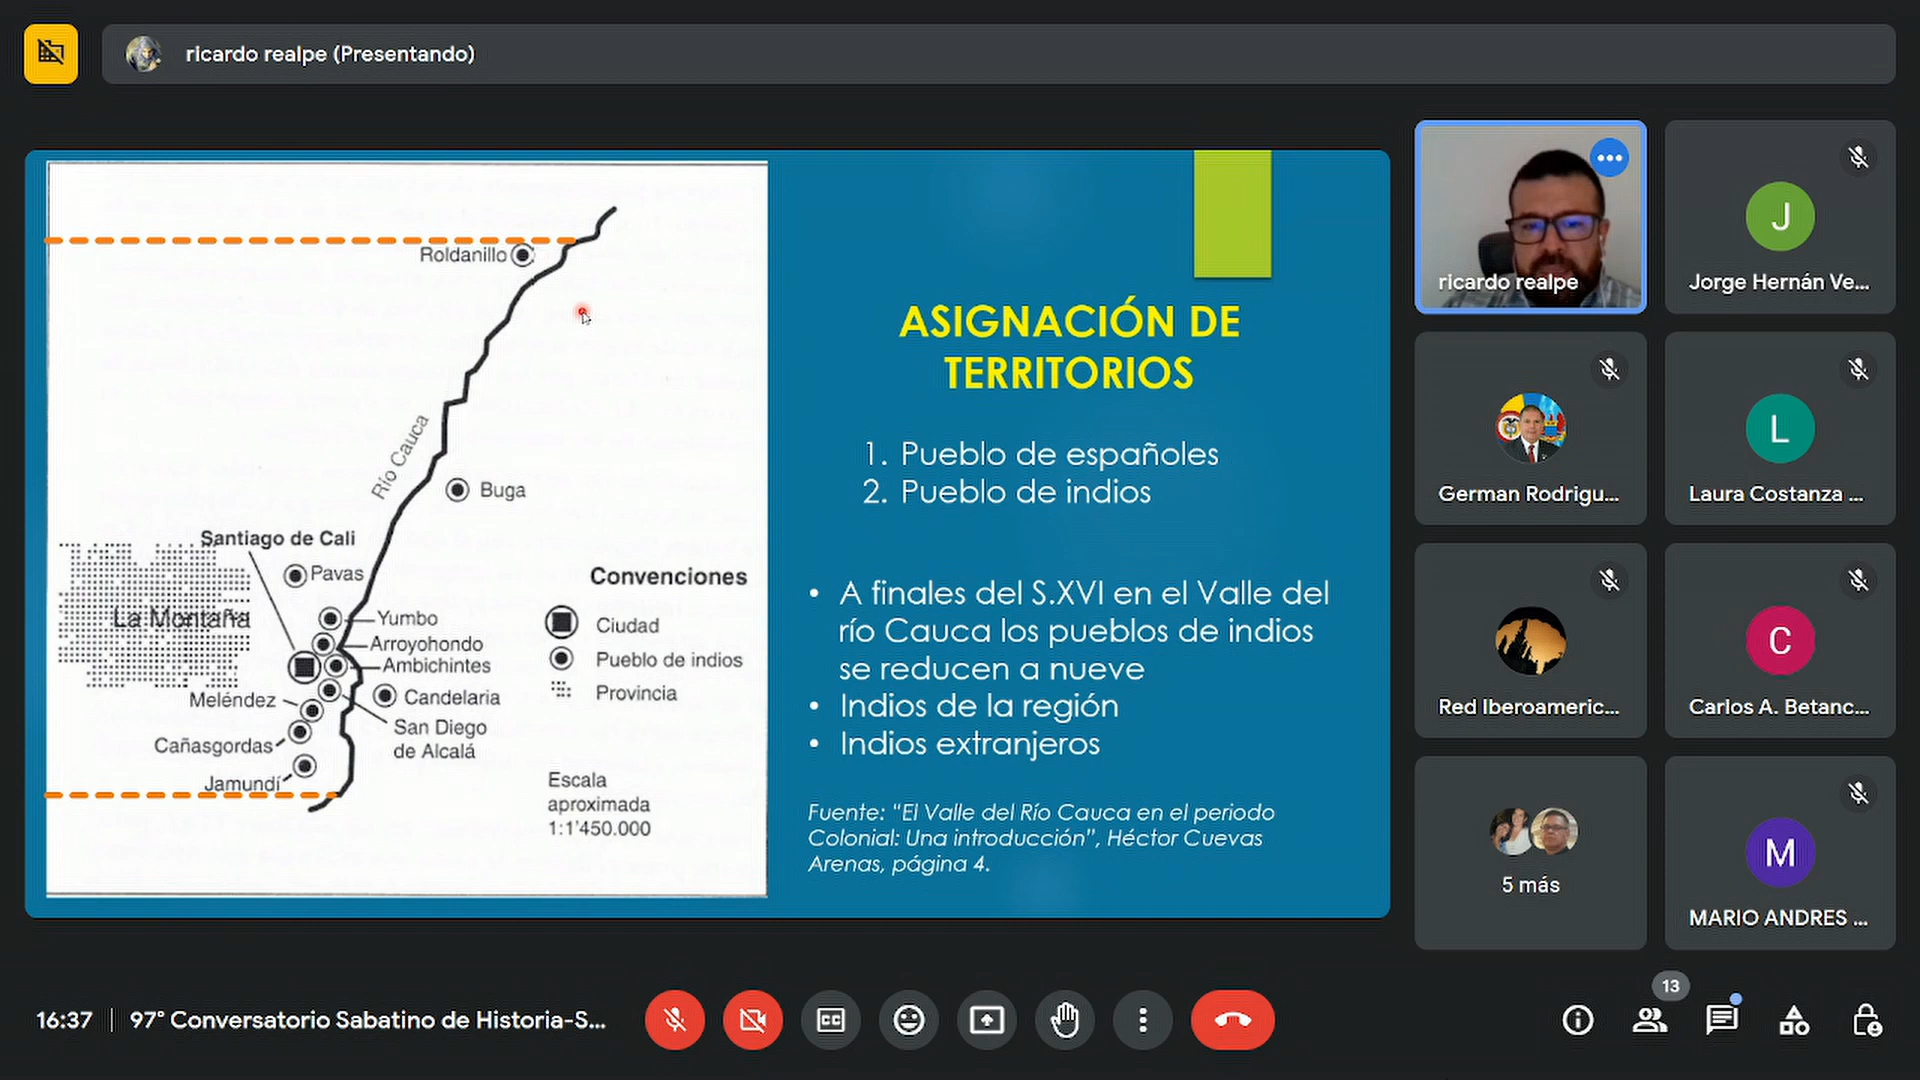 ricardo realpe (Presentando)
Roldanillo
Río Cauca
Buga
Santiago de Cali
Pavas
La Montaña
Yumbo
Arroyohondo
Ambichintes
Meléndez
Candelaria
San Diego
de Alcalá
Cañasgordas
Jamundí
Convenciones
Ciudad
Pueblo de indios
Provincia
Escala
aproximada
1:1'450.000
ASIGNACIÓN DE
TERRITORIOS
1. Pueblo de españoles
2. Pueblo de indios
• A finales del S.XVI en el Valle del
río Cauca los pueblos de indios
se reducen a nueve
• Indios de la región
• Indios extranjeros
Fuente: "El Valle del Río Cauca en el periodo
Colonial: Una introducción", Héctor Cuevas
Arenas, página 4.
ricardo realpe
J
Jorge Hernán Ve...
German Rodrigu...
L
Laura Costanza ...
Red Iberoameric...
C
Carlos A. Betanc...
5 más
M
MARIO ANDRES ...
16:37
97° Conversatorio Sabatino de Historia-S...
CC
13